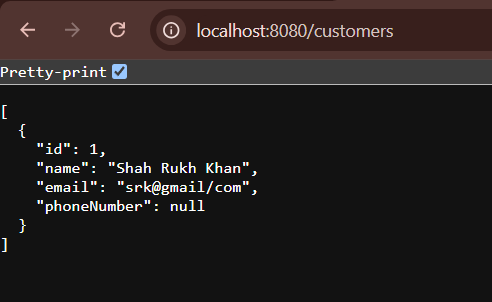 localhost:8080/customers
Pretty-print
[
  {
    "id": 1,
    "name": "Shah Rukh Khan",
    "email": "srk@gmail/com",
    "phoneNumber": null
  }
]